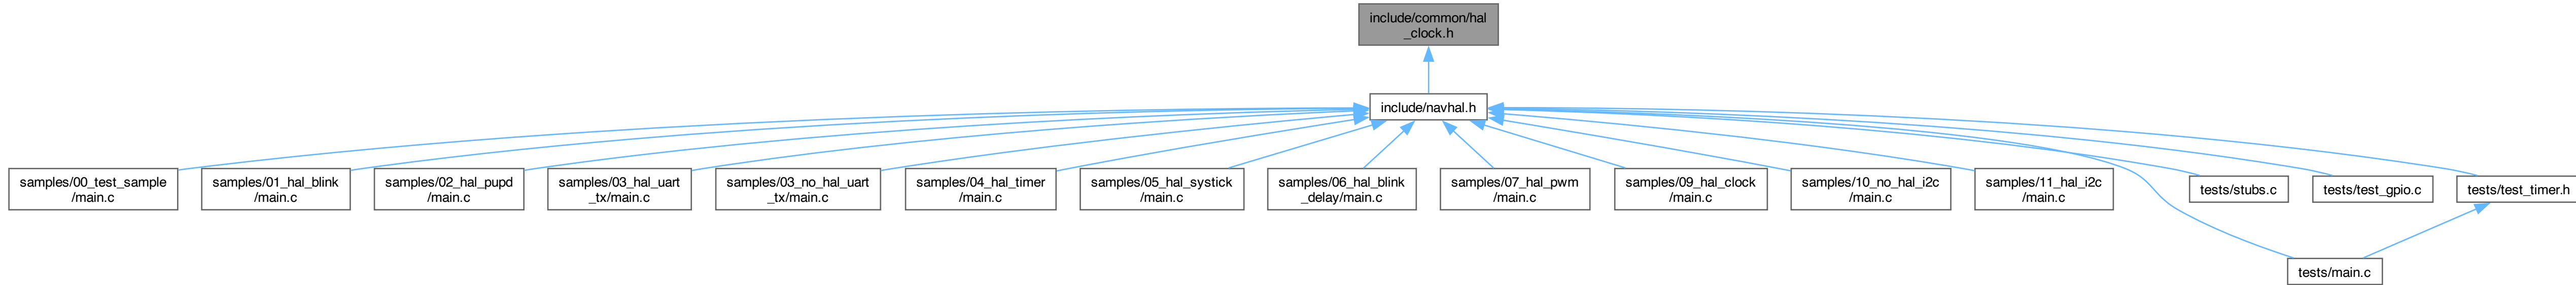 include/common/hal
_clock.h
include/navhal.h
samples/00_test_sample
/main.c
samples/01_hal_blink
/main.c
samples/02_hal_pupd
/main.c
samples/03_hal_uart
_tx/main.c
samples/03_no_hal_uart
_tx/main.c
samples/04_hal_timer
/main.c
samples/05_hal_systick
/main.c
samples/06_hal_blink
_delay/main.c
samples/07_hal_pwm
/main.c
samples/09_hal_clock
/main.c
samples/10_no_hal_i2c
/main.c
samples/11_hal_i2c
/main.c
tests/stubs.c
tests/test_gpio.c
tests/test_timer.h
tests/main.c